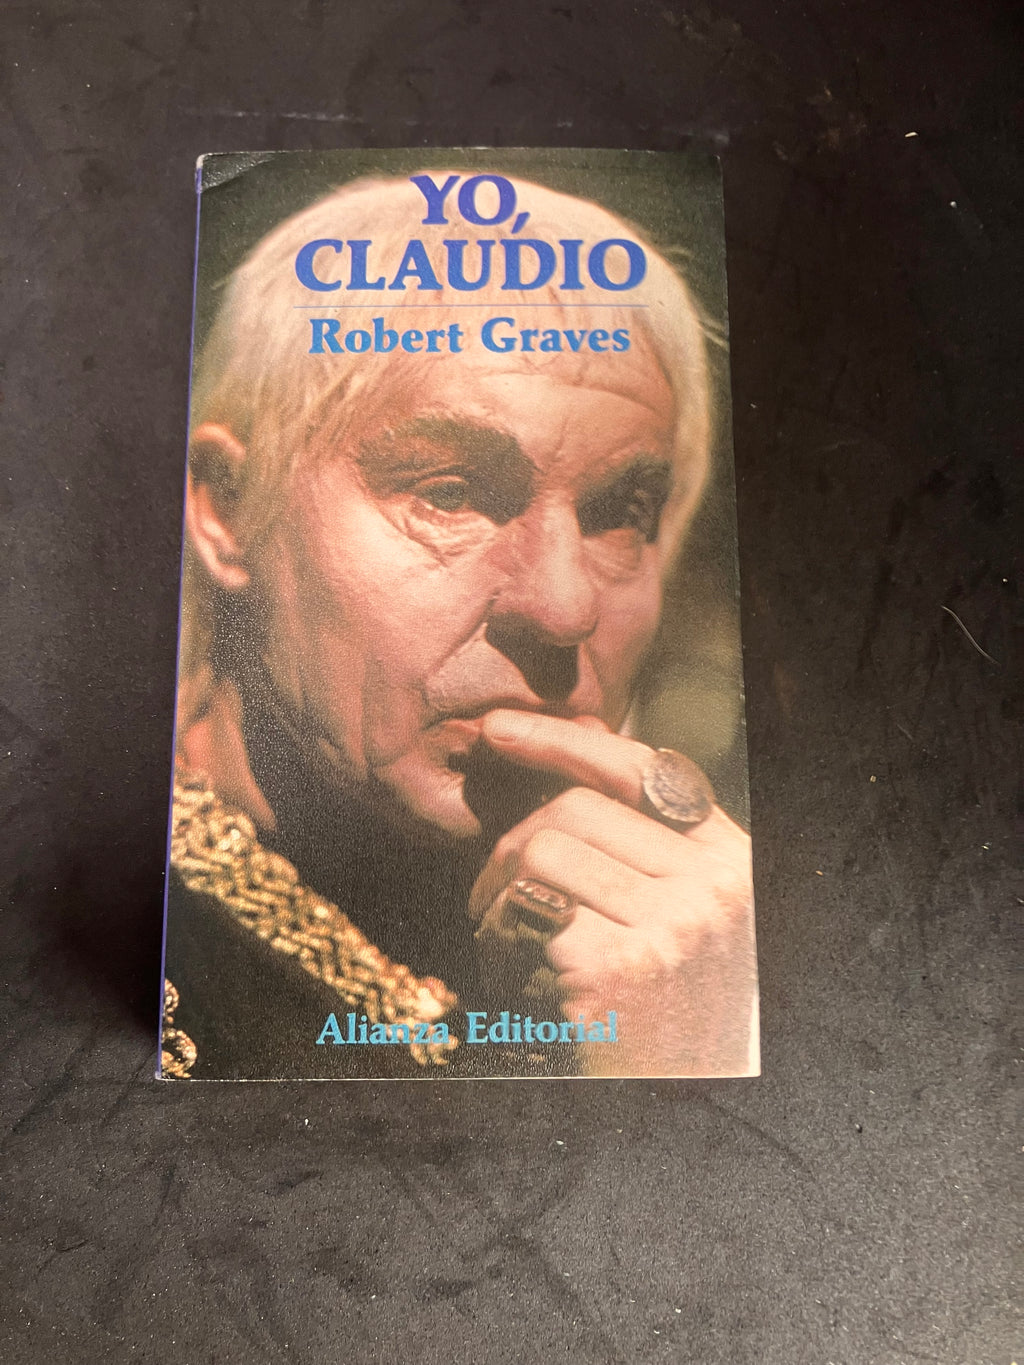 YO,
CLAUDIO
Robert Graves
Alianza Editorial